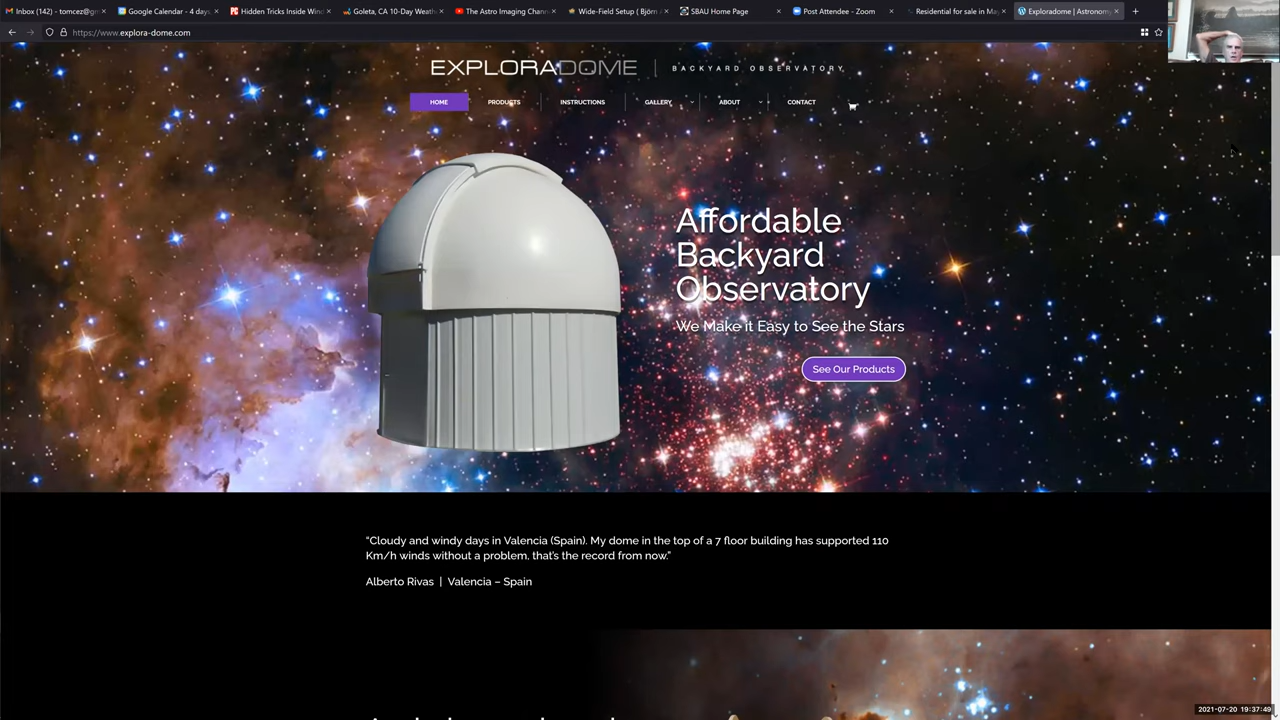 Inbox (142) - tomcez@g
Google Calendar - 4 days
Hidden Tricks Inside Wind
Goleta, CA 10-Day Weath
The Astro Imaging Chann
Wide-Field Setup ( Björn
SBAU Home Page
Post Attendee - Zoom
Residential for sale in Ma
Exploradome | Astronom
https://www.explora-dome.com
EXPLORADOME | BACKYARD OBSERVATORY
HOME
PRODUCTS
INSTRUCTIONS
GALLERY
ABOUT
CONTACT
Affordable
Backyard
Observatory
We Make it Easy to See the Stars
See Our Products
“Cloudy and windy days in Valencia (Spain). My dome in the top of a 7 floor building has supported 110
Km/h winds without a problem, that’s the record from now.”
Alberto Rivas | Valencia – Spain
2021-07-20 19:37:49